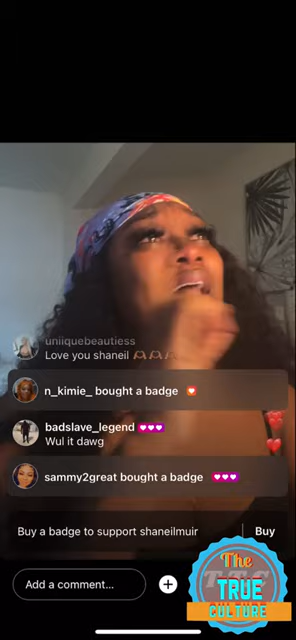 uniiquebeautiess
Love you shaneil
n_kimie_ bought a badge
badslave_legend
Wul it dawg
sammy2great bought a badge
Buy a badge to support shaneilmuir
Buy
Add a comment...
The
TRUE
CULTURE